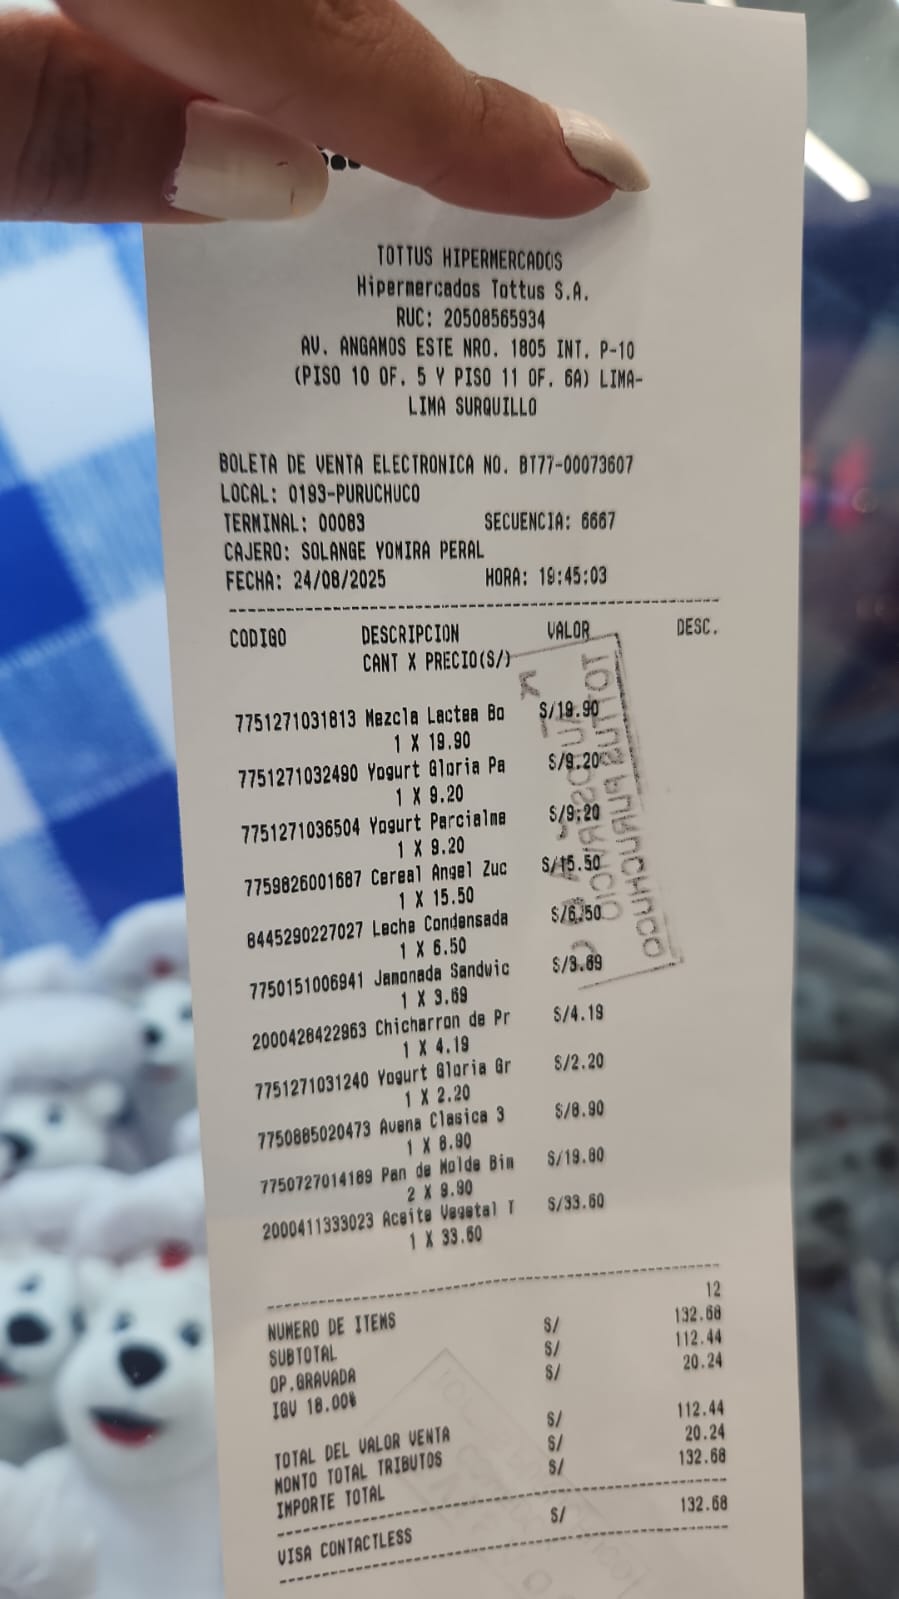 TOTTUS HIPERMERCADOS
Hipermercados Tottus S.A.
RUC: 20508565934
AV. ANGAMOS ESTE NRO. 1805 INT. P-10
(PISO 10 OF. 5 Y PISO 11 OF. 6A) LIMA-
LIMA SURQUILLO
BOLETA DE VENTA ELECTRONICA NO. BT77-00073607
LOCAL: 0193-PURUCHUCO
TERMINAL: 00083 SECUENCIA: 6667
CAJERO: SOLANGE YOMIRA PERAL
FECHA: 24/08/2025 HORA: 19:45:03
CODIGO DESCRIPCION VALOR DESC.
CANT X PRECIO(S/)
7751271031813 Mezcla Lactea Bo S/19.90
1 X 19.90
7751271032490 Yogurt Gloria Pa S/9.20
1 X 9.20
7751271036504 Yogurt Parcialme S/9.20
1 X 9.20
7759826001687 Cereal Angel Zuc S/15.50
1 X 15.50
8445290227027 Leche Condensada S/6.50
1 X 6.50
7750151006941 Jamonada Sandwic S/3.69
1 X 3.69
2000428422963 Chicharron de Pr S/4.19
1 X 4.19
7751271031240 Yogurt Gloria Gr S/2.20
1 X 2.20
7750885020473 Avena Clasica 3 S/8.90
1 X 8.90
7750727014189 Pan de Molde Bim S/19.80
2 X 9.90
2000411333023 Aceite Vegetal T S/33.60
1 X 33.60
NUMERO DE ITEMS 12
SUBTOTAL S/ 132.68
OP.GRAVADA S/ 112.44
IGV 18.00% S/ 20.24
TOTAL DEL VALOR VENTA S/ 112.44
MONTO TOTAL TRIBUTOS S/ 20.24
IMPORTE TOTAL S/ 132.68
VISA CONTACTLESS S/ 132.68
TOTTUS PURUCHUCO